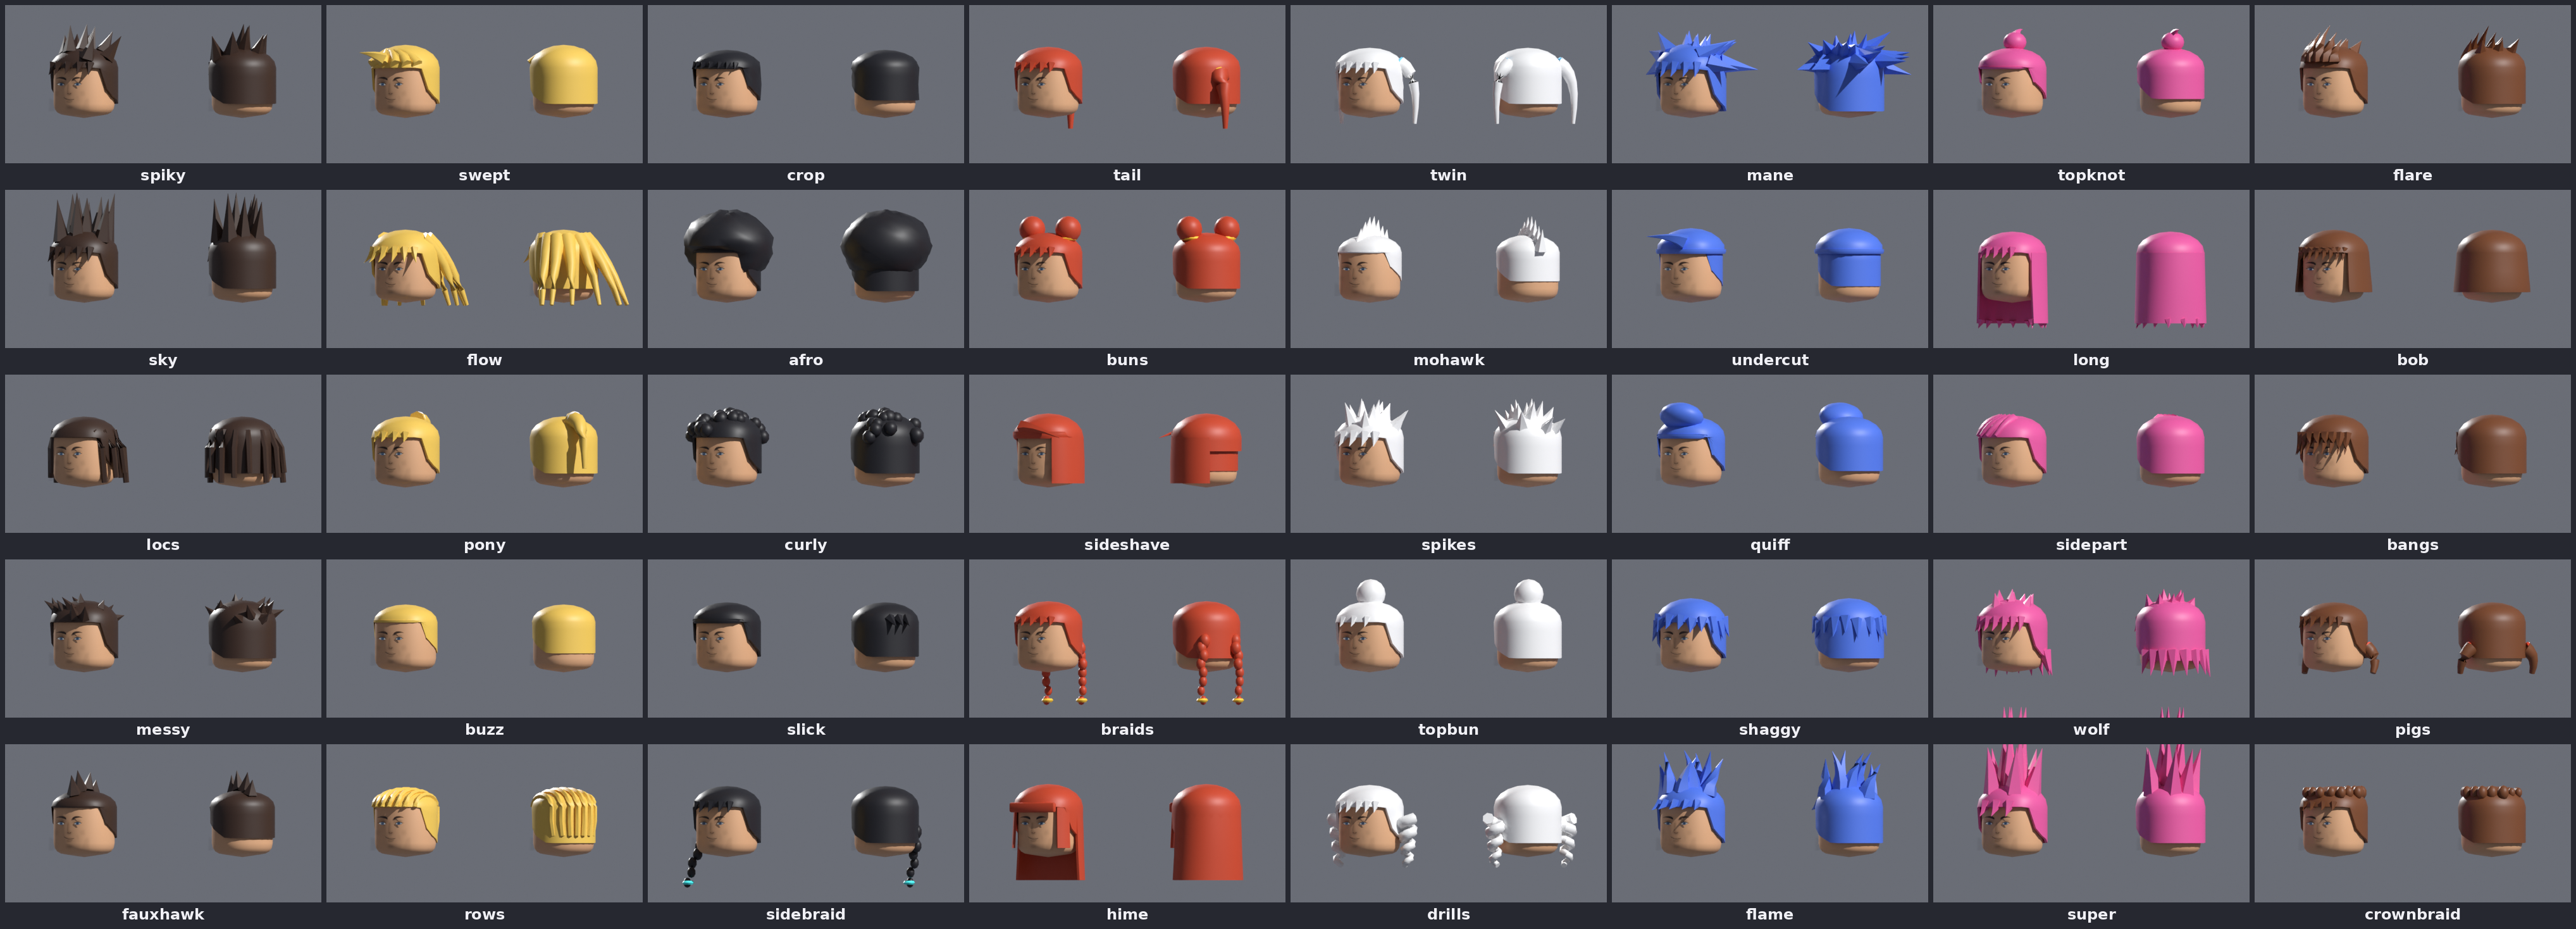 spiky swept crop tail twin mane topknot flare
sky flow afro buns mohawk undercut long bob
locs pony curly sideshave spikes quiff sidepart bangs
messy buzz slick braids topbun shaggy wolf pigs
fauxhawk rows sidebraid hime drills flame super crownbraid